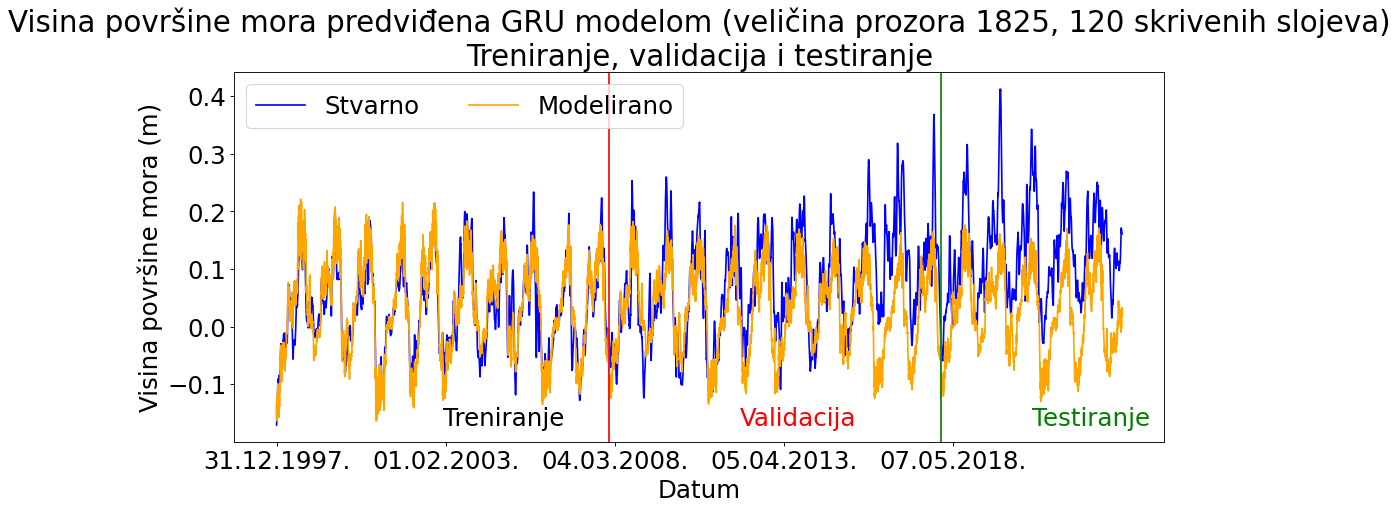 Visina površine mora predviđena GRU modelom (veličina prozora 1825, 120 skrivenih slojeva)
Treniranje, validacija i testiranje
Stvarno
Modelirano
Visina površine mora (m)
0.4
0.3
0.2
0.1
0.0
−0.1
Treniranje
Validacija
Testiranje
31.12.1997.
01.02.2003.
04.03.2008.
05.04.2013.
07.05.2018.
Datum